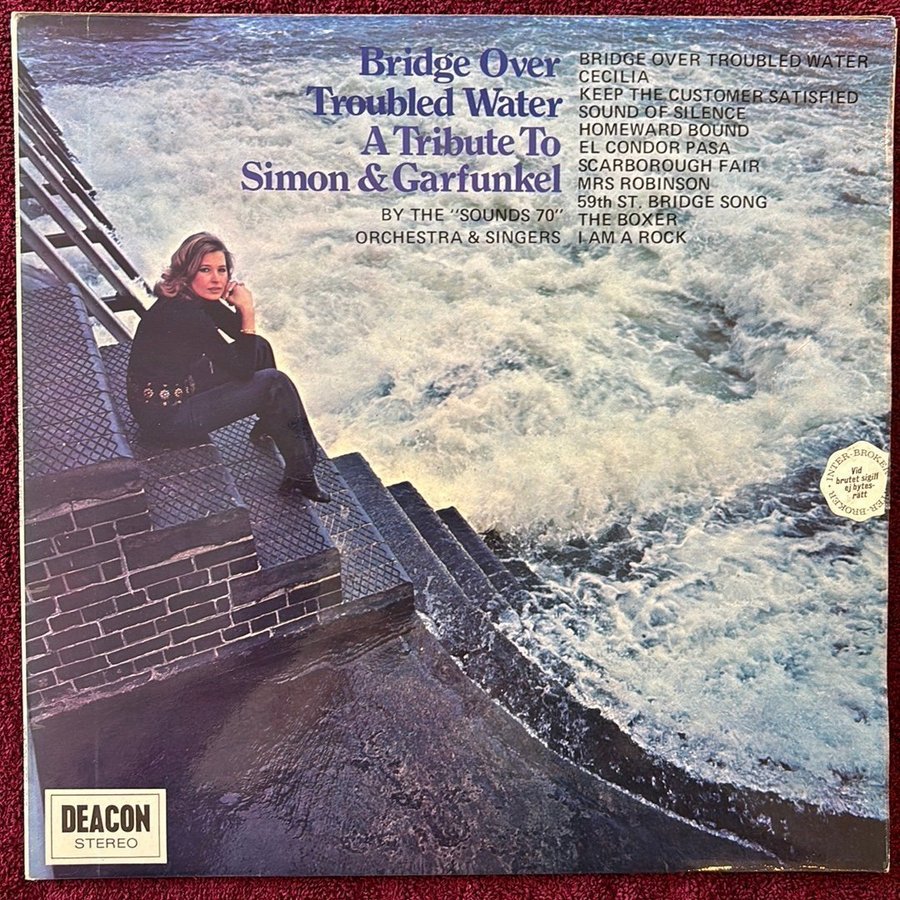 Bridge Over
Troubled Water
A Tribute To
Simon & Garfunkel
BY THE "SOUNDS 70"
ORCHESTRA & SINGERS
BRIDGE OVER TROUBLED WATER
CECILIA
KEEP THE CUSTOMER SATISFIED
SOUND OF SILENCE
HOMEWARD BOUND
EL CONDOR PASA
SCARBOROUGH FAIR
MRS ROBINSON
59th ST. BRIDGE SONG
THE BOXER
I AM A ROCK
INTER-BROKER
Vid
brutet sigill
ej bytes-
rätt
INTER-BROKER
DEACON
STEREO